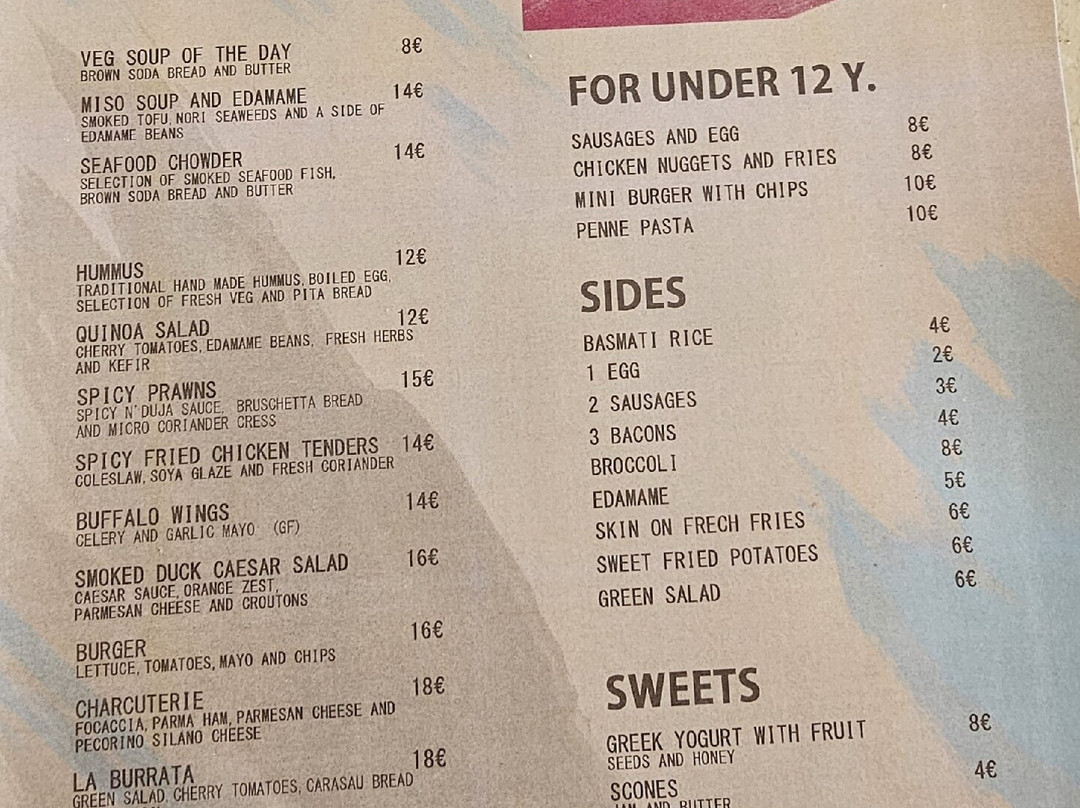 VEG SOUP OF THE DAY 8€
BROWN SODA BREAD AND BUTTER
MISO SOUP AND EDAMAME 14€
SMOKED TOFU, NORI SEAWEEDS AND A SIDE OF
EDAMAME BEANS
SEAFOOD CHOWDER 14€
SELECTION OF SMOKED SEAFOOD FISH,
BROWN SODA BREAD AND BUTTER
HUMMUS 12€
TRADITIONAL HAND MADE HUMMUS, BOILED EGG,
SELECTION OF FRESH VEG AND PITA BREAD
QUINOA SALAD 12€
CHERRY TOMATOES, EDAMAME BEANS, FRESH HERBS
AND KEFIR
SPICY PRAWNS 15€
SPICY N'DUJA SAUCE, BRUSCHETTA BREAD
AND MICRO CORIANDER CRESS
SPICY FRIED CHICKEN TENDERS 14€
COLESLAW, SOYA GLAZE AND FRESH CORIANDER
BUFFALO WINGS 14€
CELERY AND GARLIC MAYO (GF)
SMOKED DUCK CAESAR SALAD 16€
CAESAR SAUCE, ORANGE ZEST,
PARMESAN CHEESE AND CROUTONS
BURGER 16€
LETTUCE, TOMATOES, MAYO AND CHIPS
CHARCUTERIE 18€
FOCACCIA, PARMA HAM, PARMESAN CHEESE AND
PECORINO SILANO CHEESE
LA BURRATA 18€
GREEN SALAD, CHERRY TOMATOES, CARASAU BREAD
FOR UNDER 12 Y.
SAUSAGES AND EGG 8€
CHICKEN NUGGETS AND FRIES 8€
MINI BURGER WITH CHIPS 10€
PENNE PASTA 10€
SIDES
BASMATI RICE 4€
1 EGG 2€
2 SAUSAGES 3€
3 BACONS 4€
BROCCOLI 8€
EDAMAME 5€
SKIN ON FRECH FRIES 6€
SWEET FRIED POTATOES 6€
GREEN SALAD 6€
SWEETS
GREEK YOGURT WITH FRUIT 8€
SEEDS AND HONEY
SCONES 4€
JAM AND BUTTER